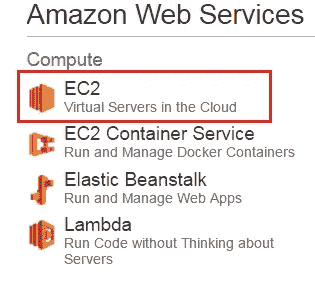 Amazon Web Services
Compute
EC2
Virtual Servers in the Cloud
EC2 Container Service
Run and Manage Docker Containers
Elastic Beanstalk
Run and Manage Web Apps
Lambda
Run Code without Thinking about
Servers